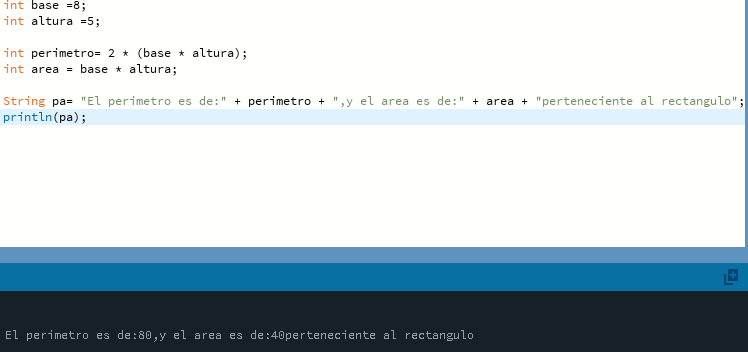 int base =8;
int altura =5;
int perimetro= 2 * (base * altura);
int area = base * altura;
String pa= "El perimetro es de:" + perimetro + ",y el area es de:" + area + "perteneciente al rectangulo";
println(pa);
El perimetro es de:80,y el area es de:40perteneciente al rectangulo